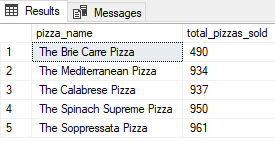 Results Messages
pizza_name total_pizzas_sold
1 The Brie Carre Pizza 490
2 The Mediterranean Pizza 934
3 The Calabrese Pizza 937
4 The Spinach Supreme Pizza 950
5 The Soppressata Pizza 961